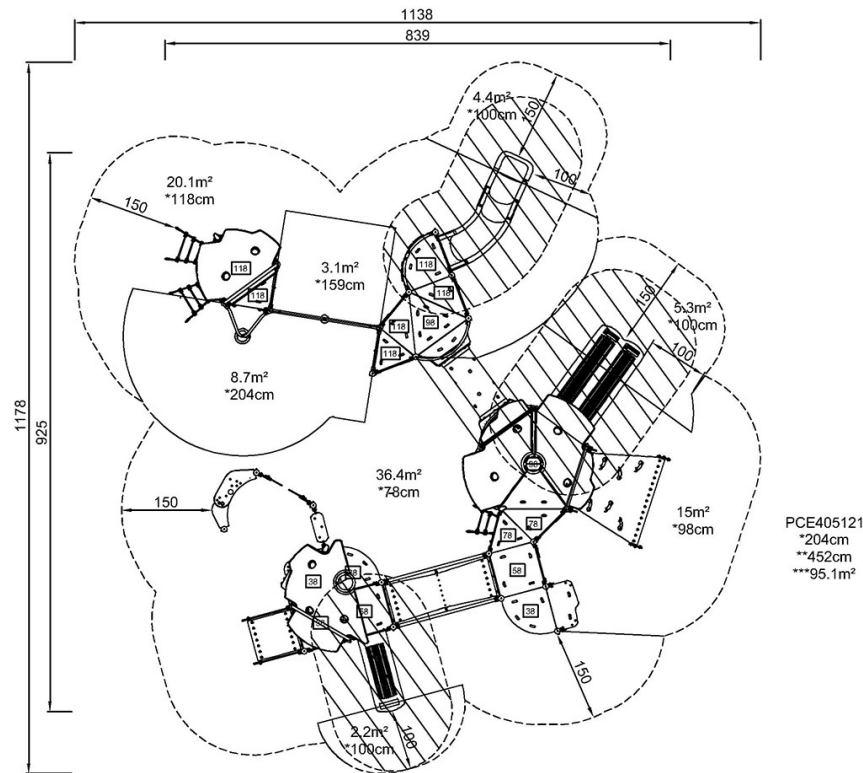 1138
839
1178
925
4.4m²
*100cm
150
100
20.1m²
*118cm
150
118
118
3.1m²
*159cm
118
118
118
98
118
5.3m²
*100cm
150
100
8.7m²
*204cm
36.4m²
*78cm
98
78
78
15m²
*98cm
PCE405121
*204cm
**452cm
***95.1m²
150
38
58
58
38
150
2.2m²
*100cm
100